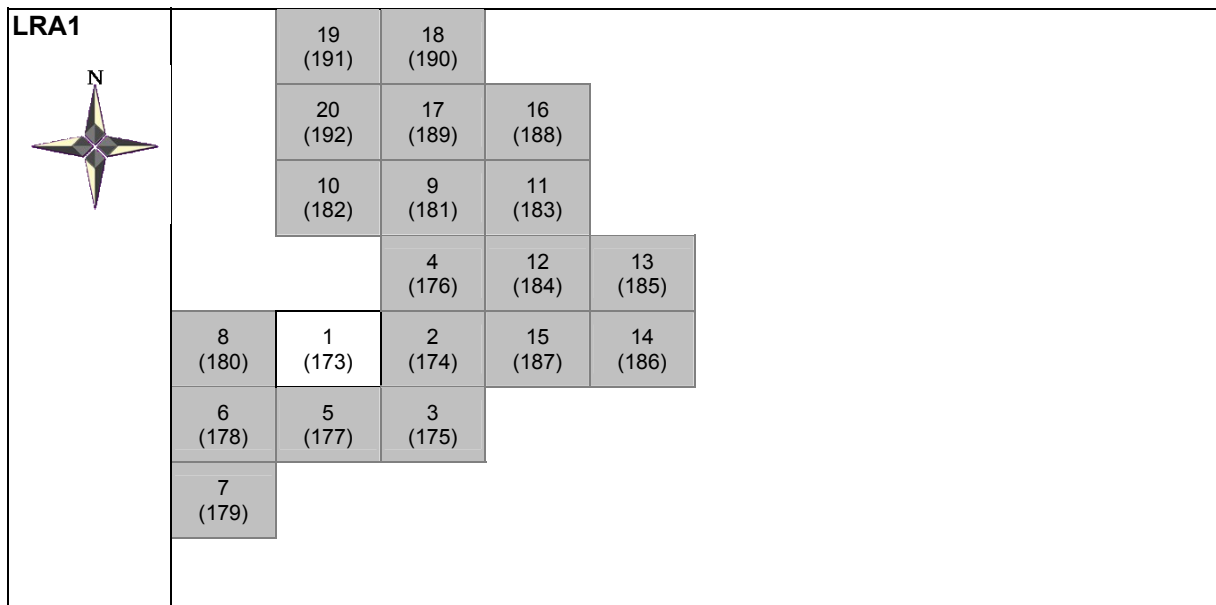 LRA1
N
19 18
(191) (190)
20 17 16
(192) (189) (188)
10 9 11
(182) (181) (183)
4 12 13
(176) (184) (185)
8 1 2 15 14
(180) (173) (174) (187) (186)
6 5 3
(178) (177) (175)
7
(179)